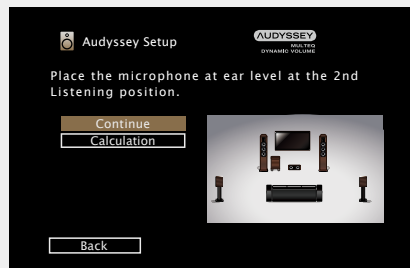 Audyssey Setup
AUDYSSEY
MULTEQ
DYNAMIC VOLUME
Place the microphone at ear level at the 2nd
Listening position.
Continue
Calculation
Back